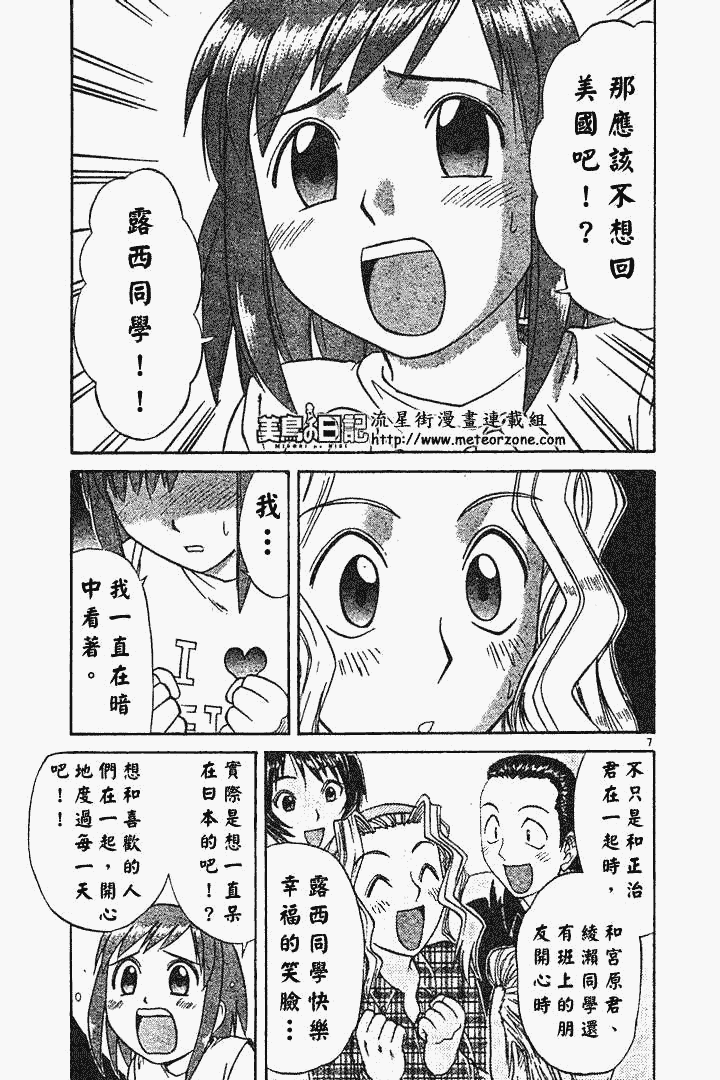 那應該不想回
美國吧！？
露西同學！！
美鳥の日記
MIDORI no HIBI
流星街漫畫連載組
http://www.meteorzone.com/
我…
我一直在暗
中看著。
I ♥
7
不只是和正治
君在一起時，
和宮原君、
綾瀨同學還
有班上的朋
友開心時
露西同學快樂
幸福的笑臉…
實際是想一直呆
在日本的吧！？
想和喜歡的人
們在一起，開心
地度過每一天
吧！！